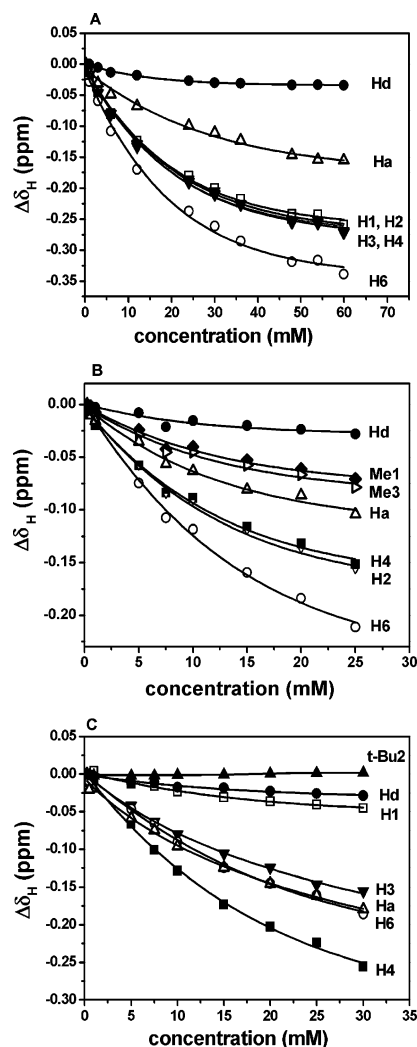 A
0.05
0.00
-0.05
-0.10
-0.15
-0.20
-0.25
-0.30
-0.35
ΔδH (ppm)
Hd
Ha
H1, H2
H3, H4
H6
0 10 20 30 40 50 60 70
concentration (mM)
B
0.00
-0.05
-0.10
-0.15
-0.20
ΔδH (ppm)
Hd
Me1
Me3
Ha
H4
H2
H6
0 5 10 15 20 25 30
concentration (mM)
C
0.05
0.00
-0.05
-0.10
-0.15
-0.20
-0.25
-0.30
ΔδH (ppm)
t-Bu2
Hd
H1
H3
Ha
H6
H4
0 5 10 15 20 25 30 35
concentration (mM)